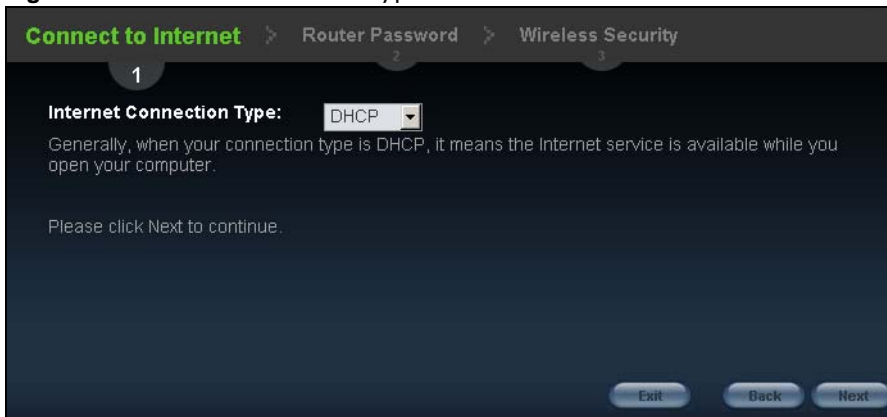 Connect to Internet > Router Password > Wireless Security
1 2 3
Internet Connection Type: DHCP
Generally, when your connection type is DHCP, it means the Internet service is available while you
open your computer.
Please click Next to continue.
Exit Back Next